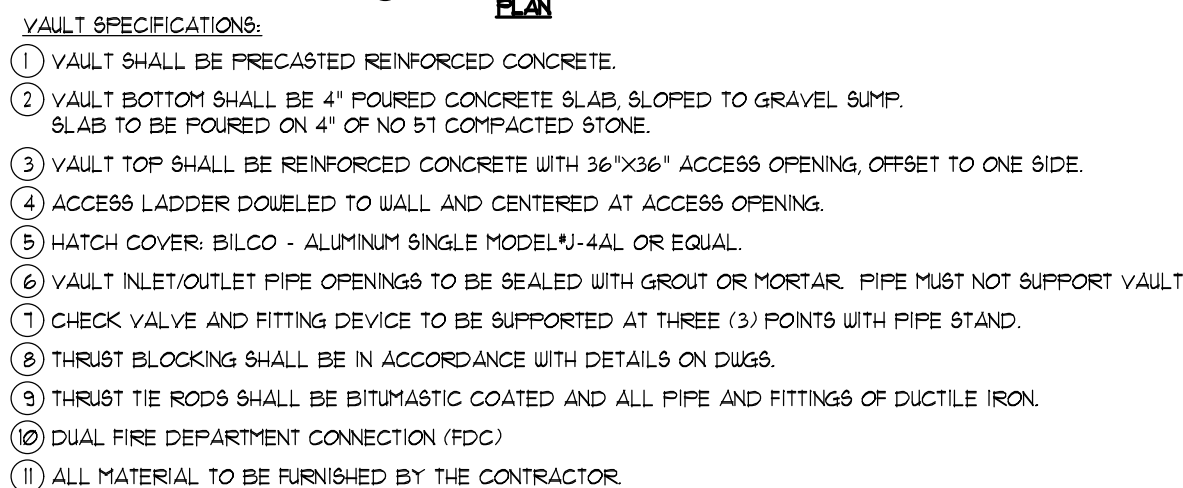 PLAN
VAULT SPECIFICATIONS:
1 VAULT SHALL BE PRECASTED REINFORCED CONCRETE.
2 VAULT BOTTOM SHALL BE 4" POURED CONCRETE SLAB, SLOPED TO GRAVEL SUMP.
SLAB TO BE POURED ON 4" OF NO 57 COMPACTED STONE.
3 VAULT TOP SHALL BE REINFORCED CONCRETE WITH 36"X36" ACCESS OPENING, OFFSET TO ONE SIDE.
4 ACCESS LADDER DOWELED TO WALL AND CENTERED AT ACCESS OPENING.
5 HATCH COVER: BILCO - ALUMINUM SINGLE MODEL#J-4AL OR EQUAL.
6 VAULT INLET/OUTLET PIPE OPENINGS TO BE SEALED WITH GROUT OR MORTAR. PIPE MUST NOT SUPPORT VAULT
7 CHECK VALVE AND FITTING DEVICE TO BE SUPPORTED AT THREE (3) POINTS WITH PIPE STAND.
8 THRUST BLOCKING SHALL BE IN ACCORDANCE WITH DETAILS ON DWGS.
9 THRUST TIE RODS SHALL BE BITUMASTIC COATED AND ALL PIPE AND FITTINGS OF DUCTILE IRON.
10 DUAL FIRE DEPARTMENT CONNECTION (FDC)
11 ALL MATERIAL TO BE FURNISHED BY THE CONTRACTOR.